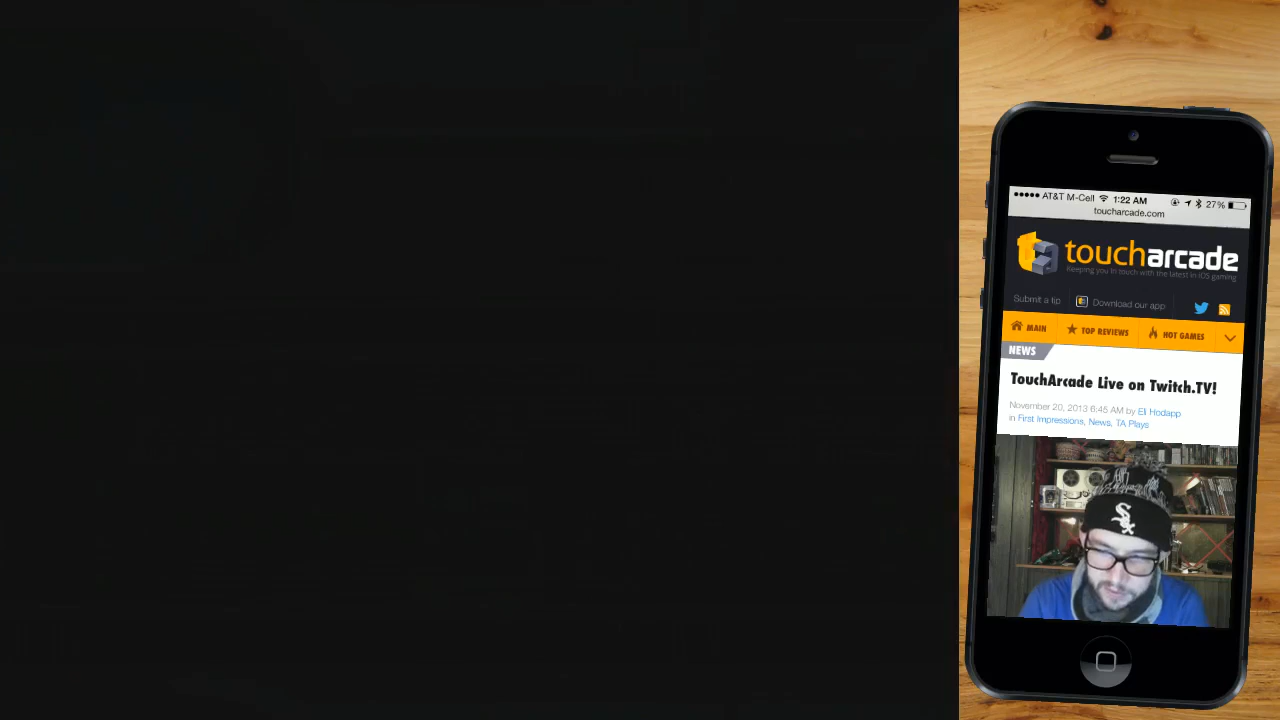 AT&T M-Cell 1:22 AM 27%
toucharcade.com
toucharcade
Keeping you in touch with the latest in iOS gaming
Submit a tip Download our app
MAIN TOP REVIEWS HOT GAMES
NEWS
TouchArcade Live on Twitch.TV!
November 20, 2013 6:45 AM by Eli Hodapp
in First Impressions, News, TA Plays
Sox